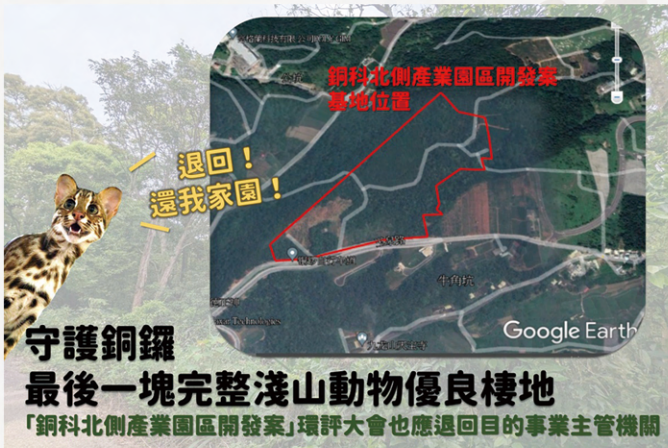 銅科北側產業園區開發案
基地位置
退回！
還我家園！
牛角坑
Google Earth
守護銅鑼
最後一塊完整淺山動物優良棲地
「銅科北側產業園區開發案」環評大會也應退回目的事業主管機關